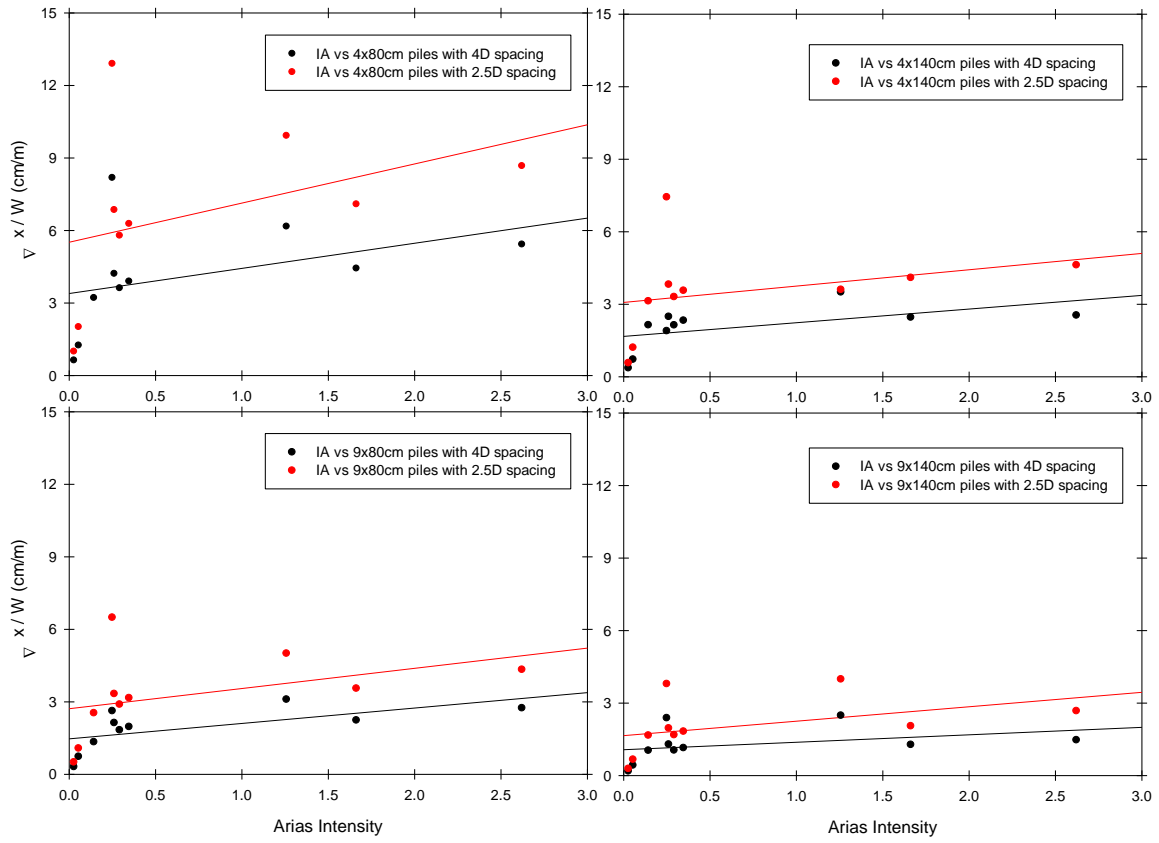 15
12
9
6
3
0
∇ x / W (cm/m)
IA vs 4x80cm piles with 4D spacing
IA vs 4x80cm piles with 2.5D spacing
0.0 0.5 1.0 1.5 2.0 2.5 3.0
15
12
9
6
3
0
IA vs 4x140cm piles with 4D spacing
IA vs 4x140cm piles with 2.5D spacing
0.0 0.5 1.0 1.5 2.0 2.5 3.0
15
12
9
6
3
0
∇ x / W (cm/m)
IA vs 9x80cm piles with 4D spacing
IA vs 9x80cm piles with 2.5D spacing
0.0 0.5 1.0 1.5 2.0 2.5 3.0
Arias Intensity
15
12
9
6
3
0
IA vs 9x140cm piles with 4D spacing
IA vs 9x140cm piles with 2.5D spacing
0.0 0.5 1.0 1.5 2.0 2.5 3.0
Arias Intensity